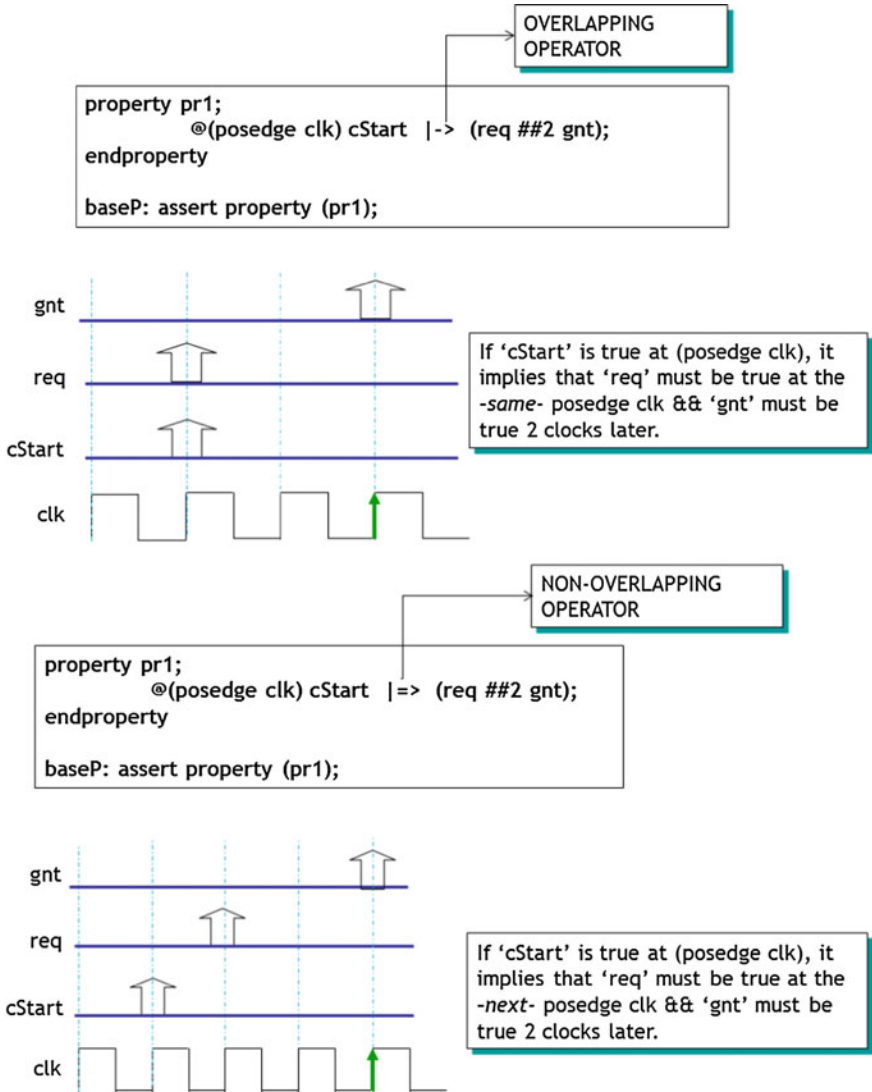 OVERLAPPING
OPERATOR
property pr1;
@(posedge clk) cStart |-> (req ##2 gnt);
endproperty
baseP: assert property (pr1);
gnt
req
cStart
clk
If ‘cStart’ is true at (posedge clk), it
implies that ‘req’ must be true at the
-same- posedge clk && ‘gnt’ must be
true 2 clocks later.
NON-OVERLAPPING
OPERATOR
property pr1;
@(posedge clk) cStart |=> (req ##2 gnt);
endproperty
baseP: assert property (pr1);
gnt
req
cStart
clk
If ‘cStart’ is true at (posedge clk), it
implies that ‘req’ must be true at the
-next- posedge clk && ‘gnt’ must be
true 2 clocks later.